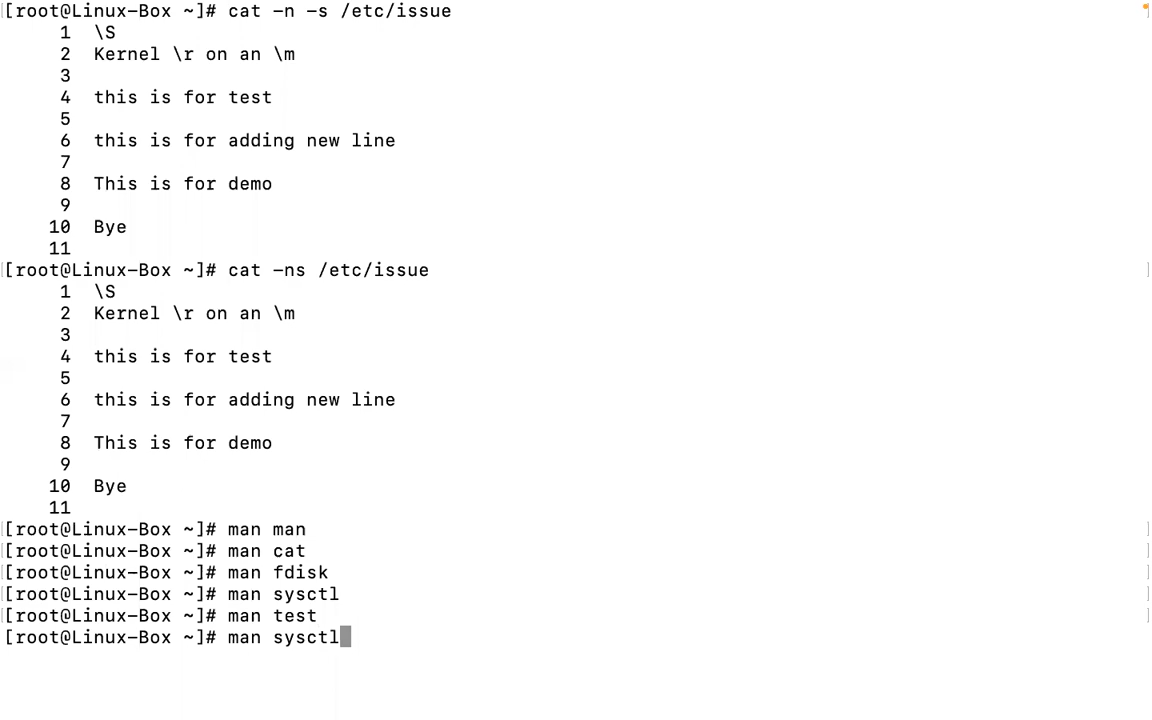 [root@Linux-Box ~]# cat -n -s /etc/issue
     1  \S
     2  Kernel \r on an \m
     3
     4  this is for test
     5
     6  this is for adding new line
     7
     8  This is for demo
     9
    10  Bye
    11
[root@Linux-Box ~]# cat -ns /etc/issue
     1  \S
     2  Kernel \r on an \m
     3
     4  this is for test
     5
     6  this is for adding new line
     7
     8  This is for demo
     9
    10  Bye
    11
[root@Linux-Box ~]# man man
[root@Linux-Box ~]# man cat
[root@Linux-Box ~]# man fdisk
[root@Linux-Box ~]# man sysctl
[root@Linux-Box ~]# man test
[root@Linux-Box ~]# man sysctl